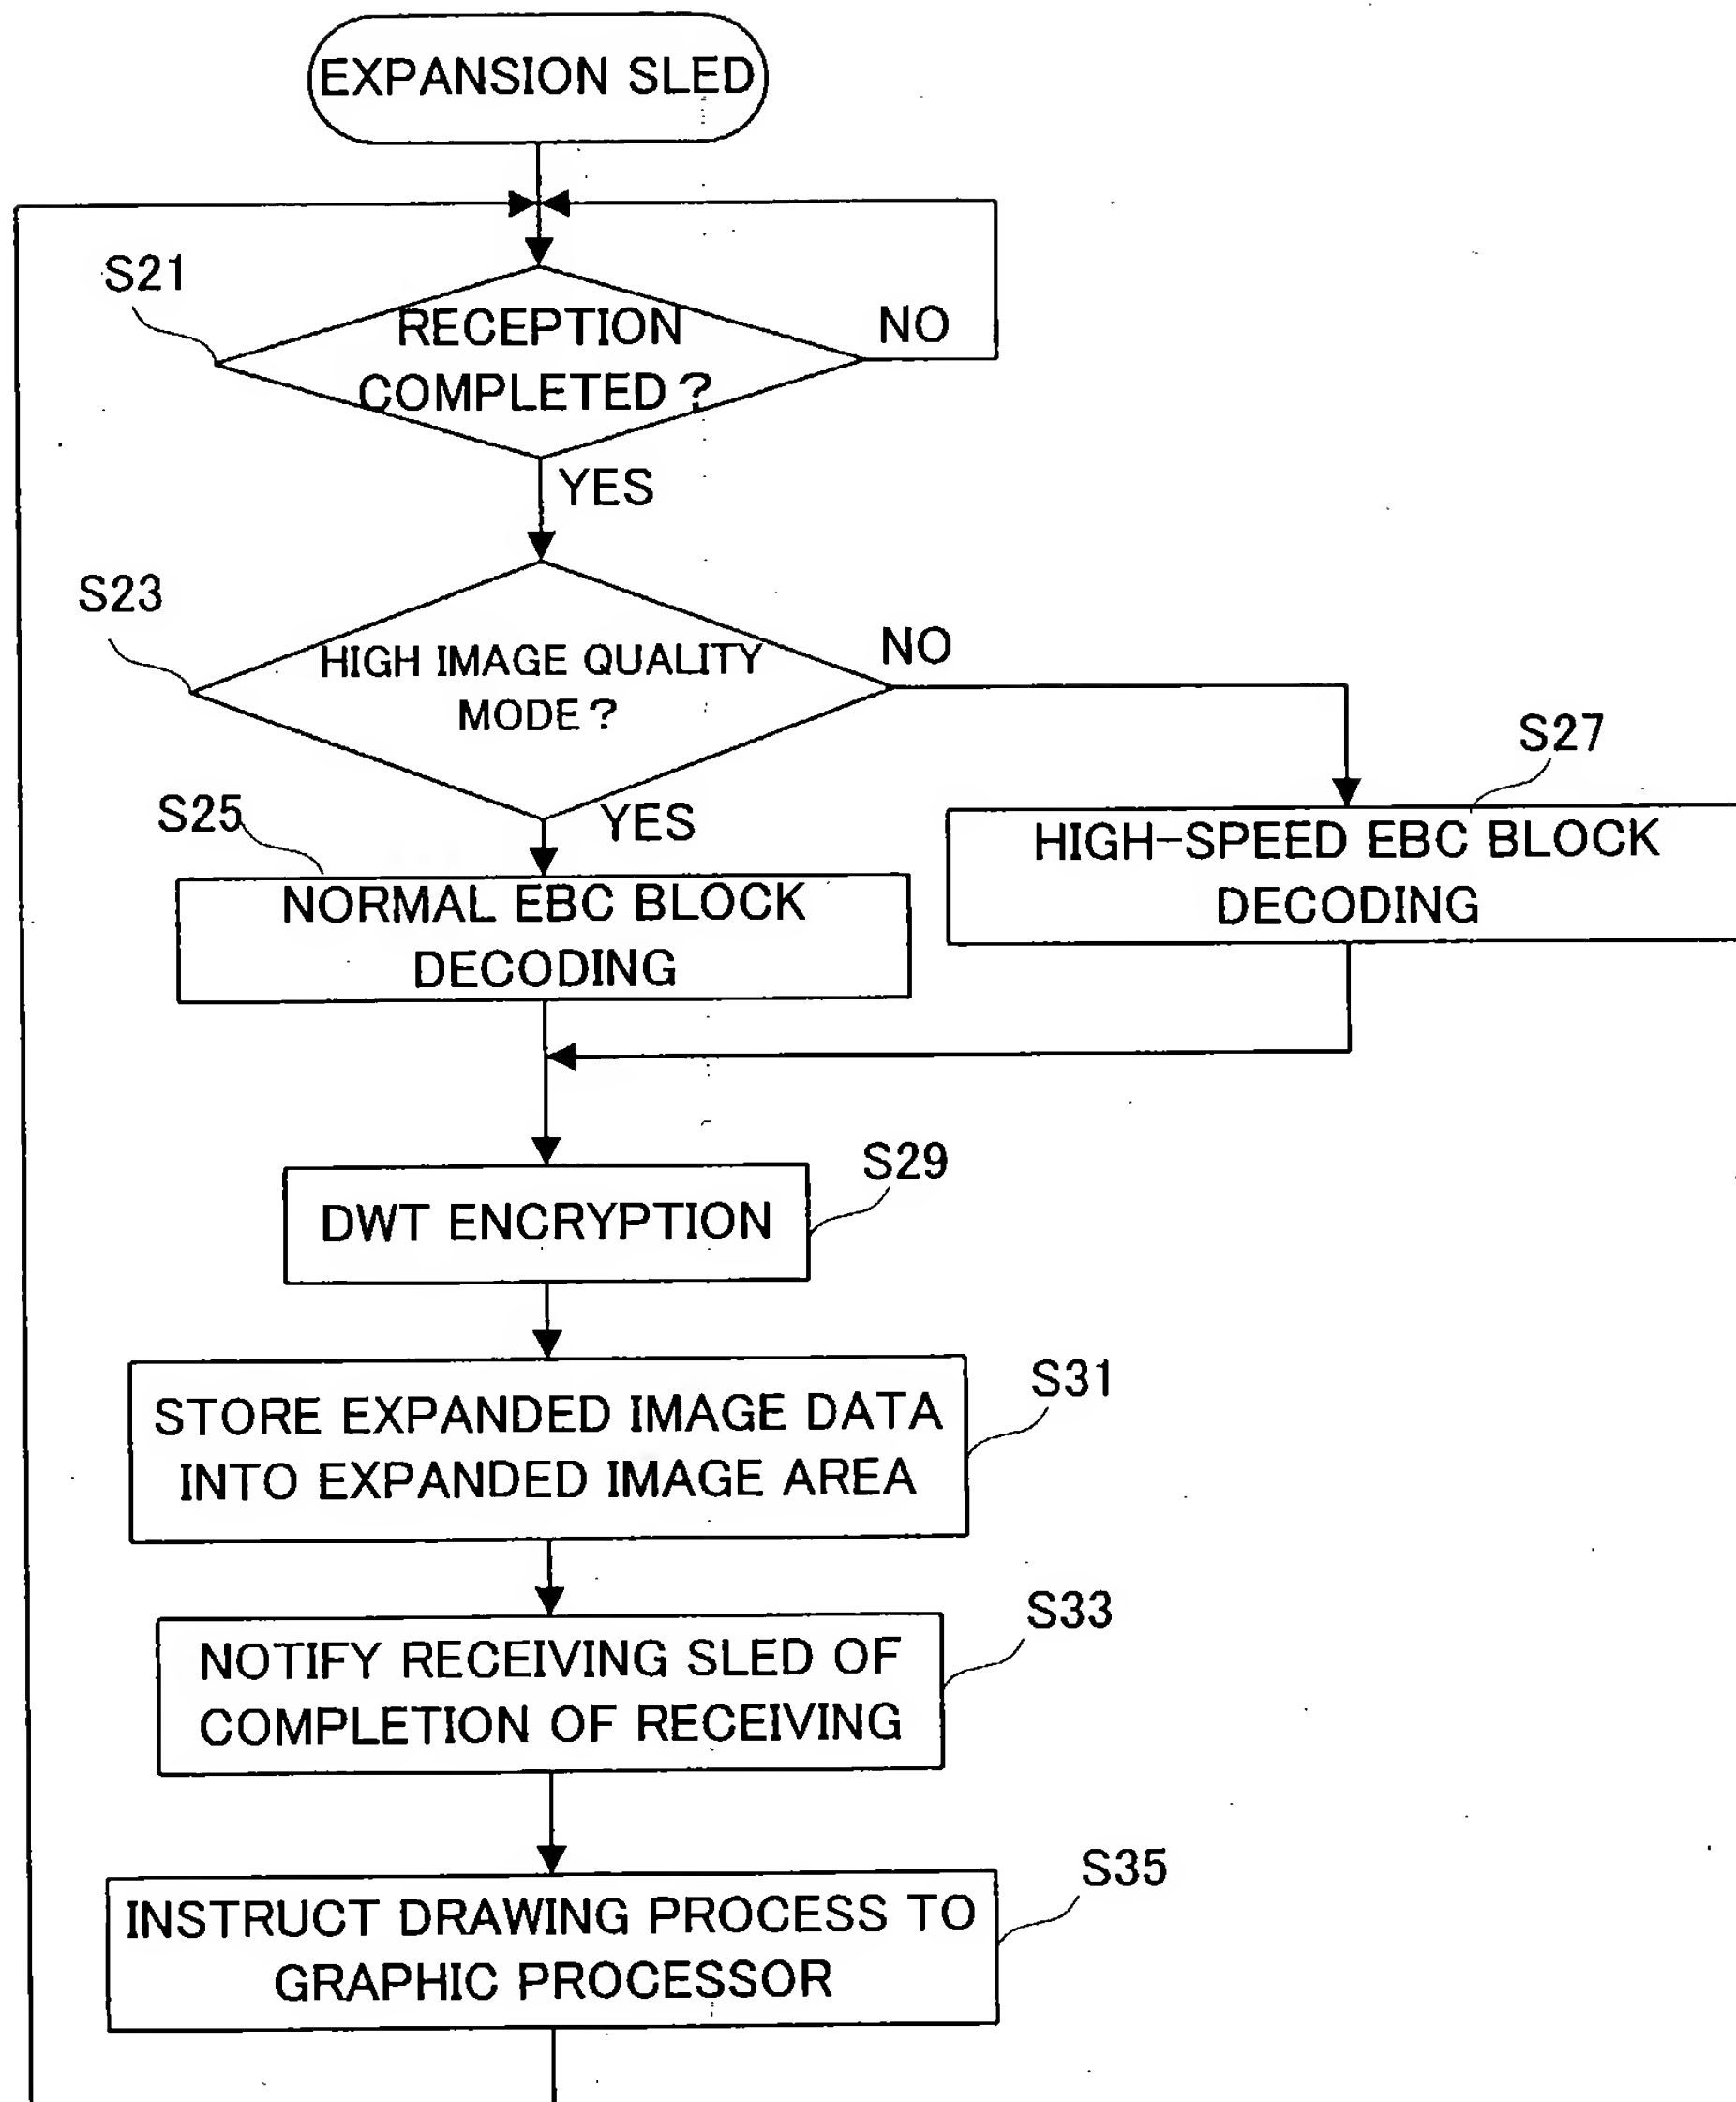 EXPANSION SLED
S21
RECEPTION
COMPLETED?
NO
YES
S23
HIGH IMAGE QUALITY
MODE?
NO
YES
S27
HIGH-SPEED EBC BLOCK
DECODING
S25
NORMAL EBC BLOCK
DECODING
S29
DWT ENCRYPTION
S31
STORE EXPANDED IMAGE DATA
INTO EXPANDED IMAGE AREA
S33
NOTIFY RECEIVING SLED OF
COMPLETION OF RECEIVING
S35
INSTRUCT DRAWING PROCESS TO
GRAPHIC PROCESSOR